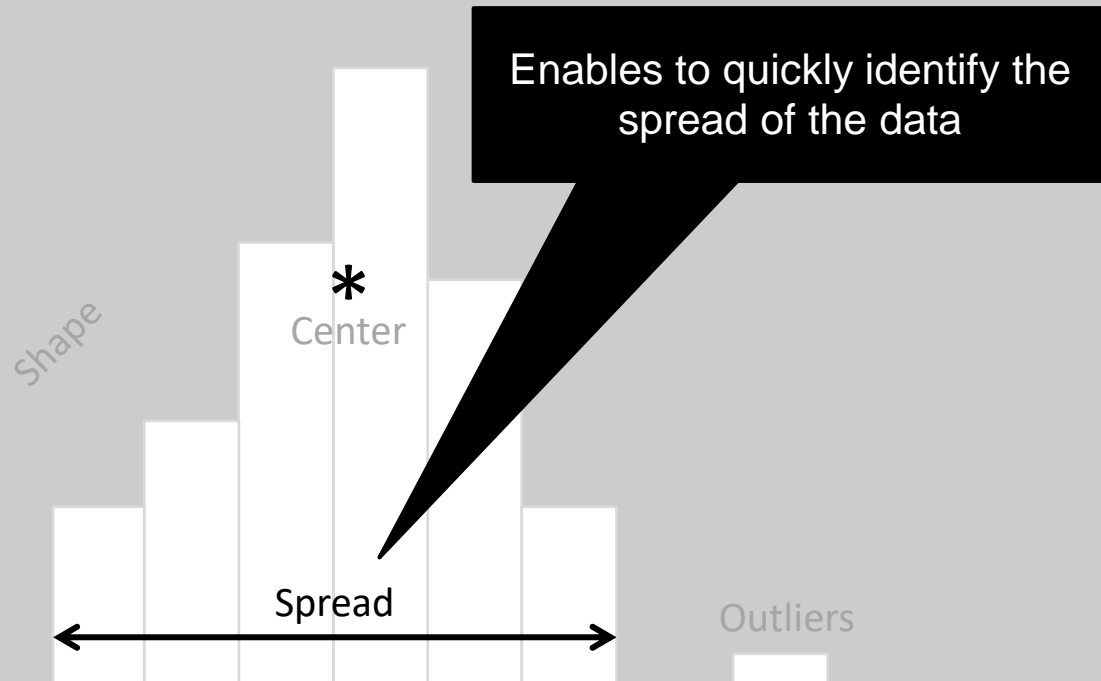 Enables to quickly identify the
spread of the data
*
Shape
Center
Spread
Outliers